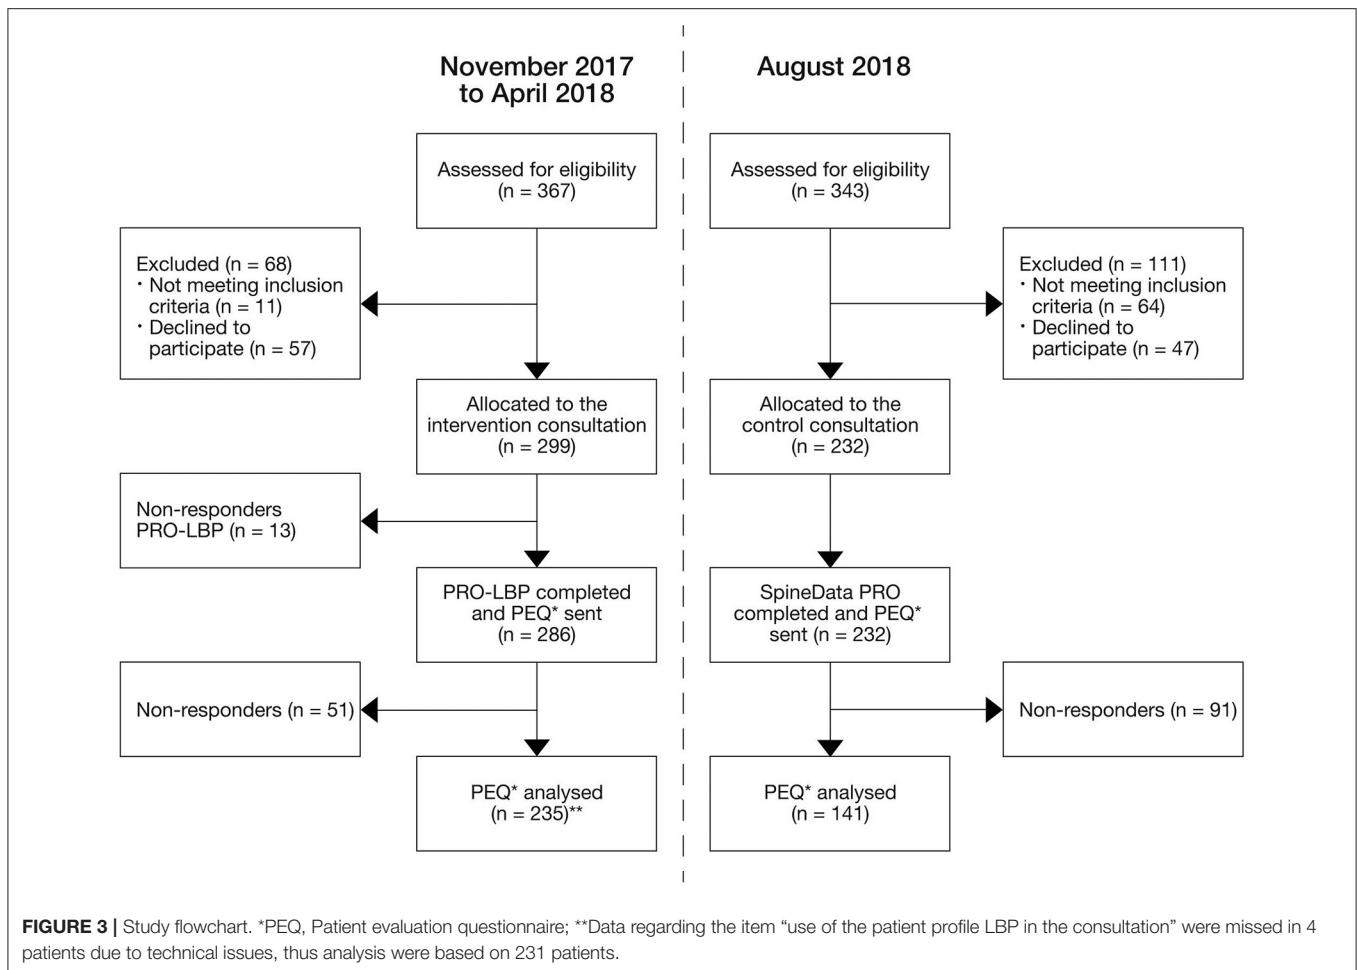 November 2017
to April 2018
Assessed for eligibility
(n = 367)
Excluded (n = 68)
· Not meeting inclusion
criteria (n = 11)
· Declined to
participate (n = 57)
Allocated to the
intervention consultation
(n = 299)
Non-responders
PRO-LBP (n = 13)
PRO-LBP completed
and PEQ* sent
(n = 286)
Non-responders (n = 51)
PEQ* analysed
(n = 235)**
August 2018
Assessed for eligibility
(n = 343)
Excluded (n = 111)
· Not meeting inclusion
criteria (n = 64)
· Declined to
participate (n = 47)
Allocated to the
control consultation
(n = 232)
SpineData PRO
completed and PEQ*
sent (n = 232)
Non-responders (n = 91)
PEQ* analysed
(n = 141)
FIGURE 3 | Study flowchart. *PEQ, Patient evaluation questionnaire; **Data regarding the item “use of the patient profile LBP in the consultation” were missed in 4
patients due to technical issues, thus analysis were based on 231 patients.